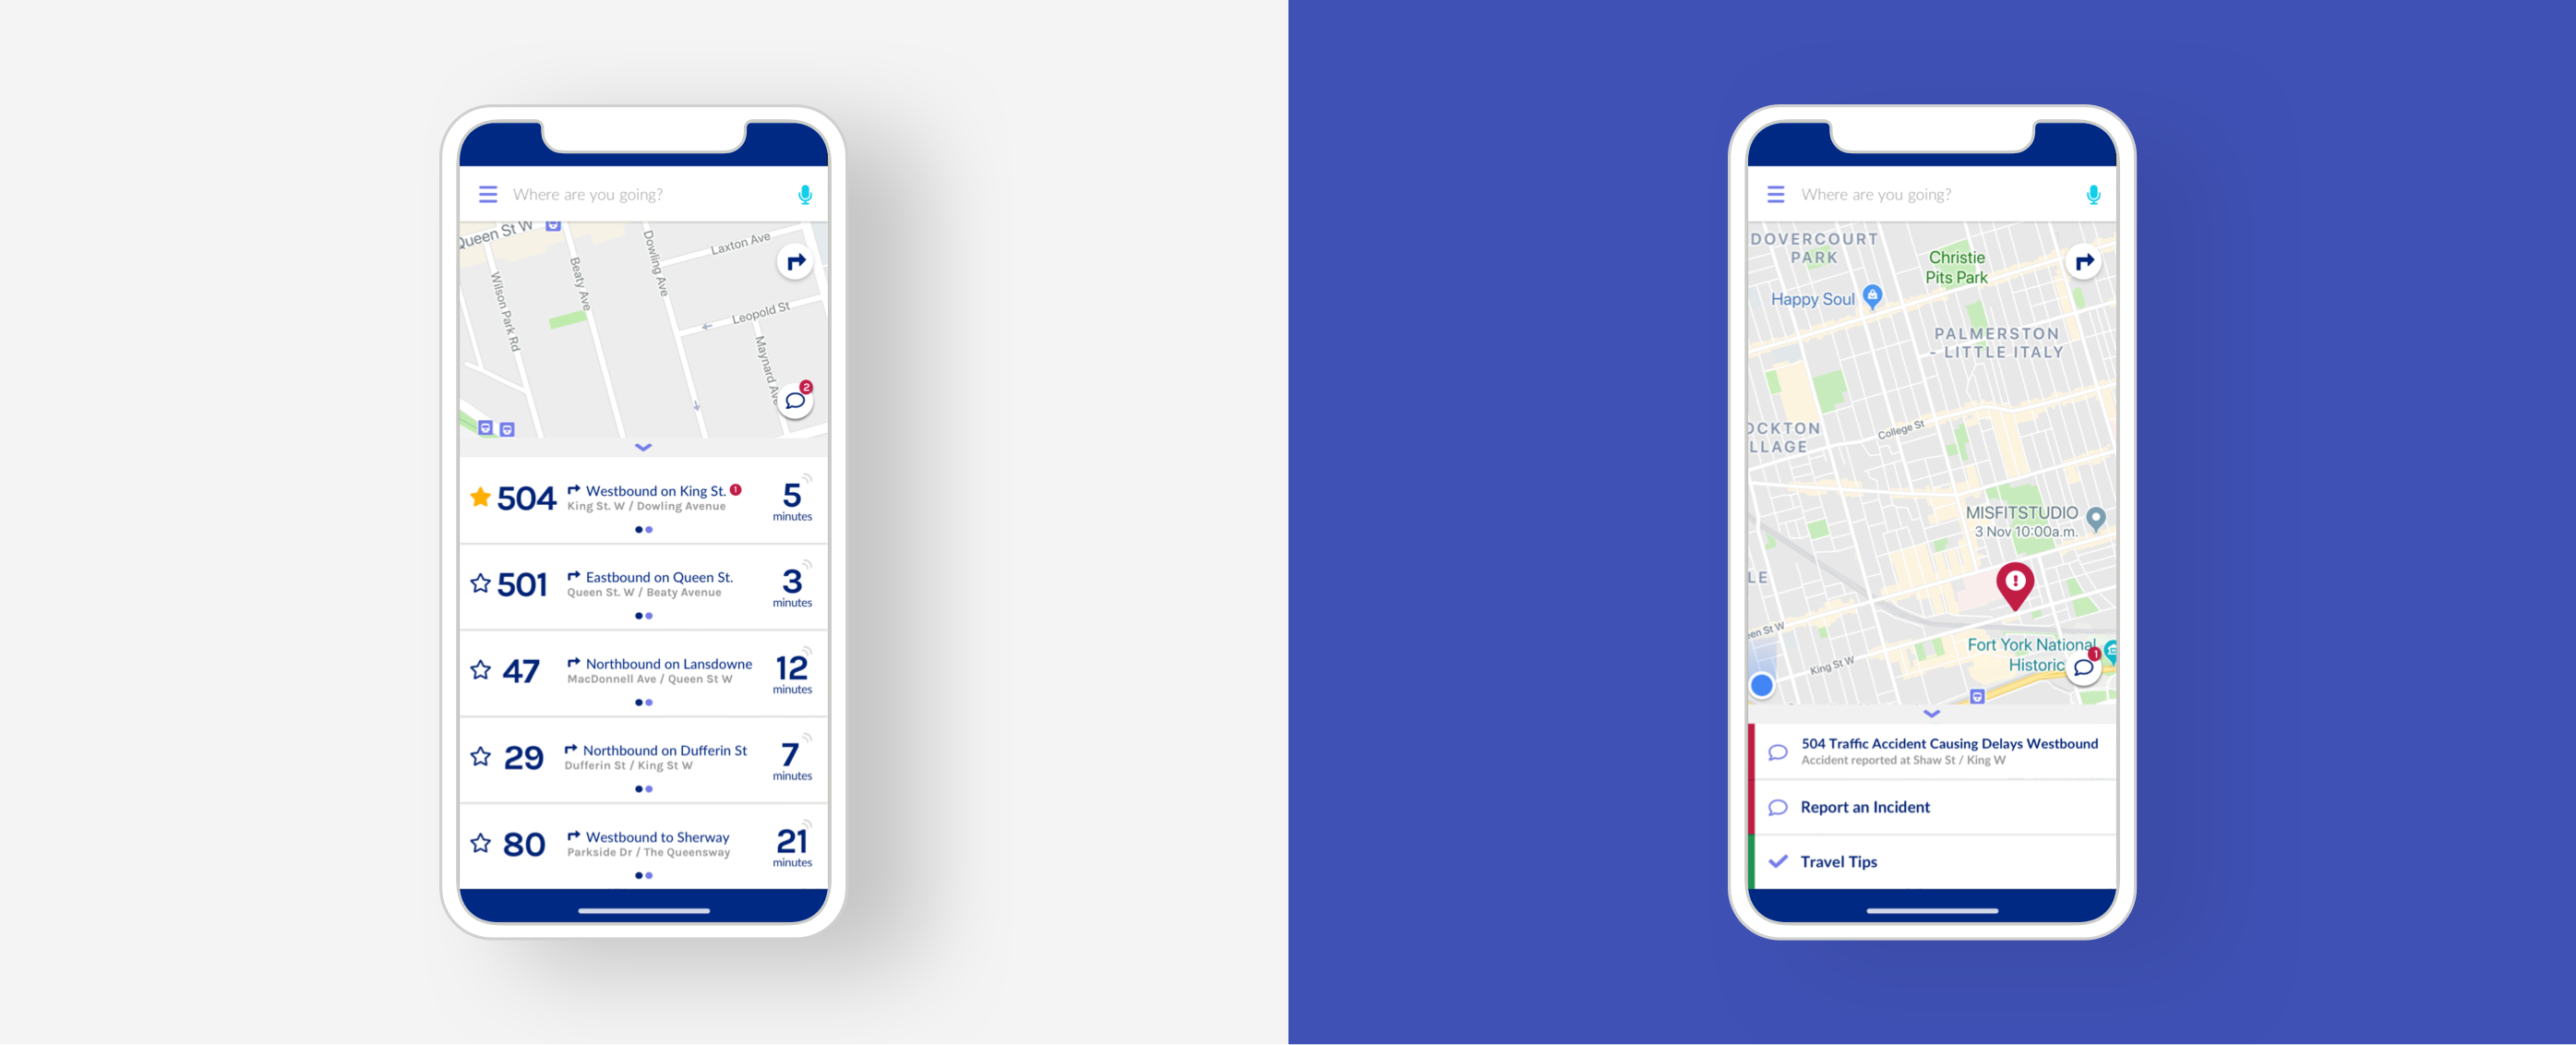 Where are you going?
Queen St W
Dowling Ave
Laxton Ave
Beaty Ave
Wilson Park Rd
Leopold St
Maynard Ave
2
504
Westbound on King St. 1
King St. W / Dowling Avenue
5
minutes
501
Eastbound on Queen St.
Queen St. W / Beaty Avenue
3
minutes
47
Northbound on Lansdowne
MacDonnell Ave / Queen St W
12
minutes
29
Northbound on Dufferin St
Dufferin St / King St W
7
minutes
80
Westbound to Sherway
Parkside Dr / The Queensway
21
minutes
Where are you going?
DOVERCOURT
PARK
Christie
Pits Park
Happy Soul
PALMERSTON
- LITTLE ITALY
OCKTON
LLAGE
College St
MISFITSTUDIO
3 Nov 10:00a.m.
LE
!
en St W
Fort York National
Historic
1
King St W
504 Traffic Accident Causing Delays Westbound
Accident reported at Shaw St / King W
Report an Incident
Travel Tips